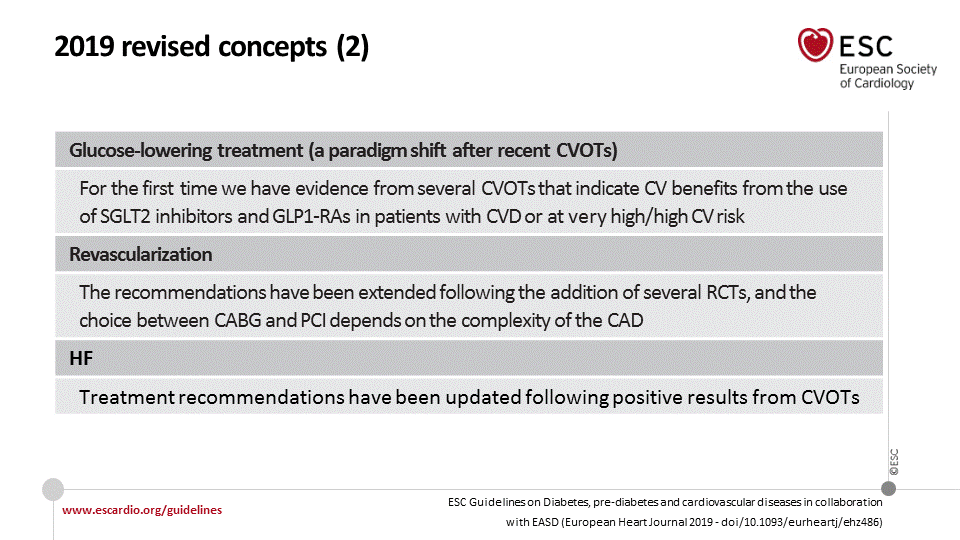 2019 revised concepts (2)
ESC
European Society
of Cardiology
Glucose-lowering treatment (a paradigm shift after recent CVOTs)
For the first time we have evidence from several CVOTs that indicate CV benefits from the use
of SGLT2 inhibitors and GLP1-RAs in patients with CVD or at very high/high CV risk
Revascularization
The recommendations have been extended following the addition of several RCTs, and the
choice between CABG and PCI depends on the complexity of the CAD
HF
Treatment recommendations have been updated following positive results from CVOTs
©ESC
www.escardio.org/guidelines
ESC Guidelines on Diabetes, pre-diabetes and cardiovascular diseases in collaboration
with EASD (European Heart Journal 2019 - doi/10.1093/eurheartj/ehz486)